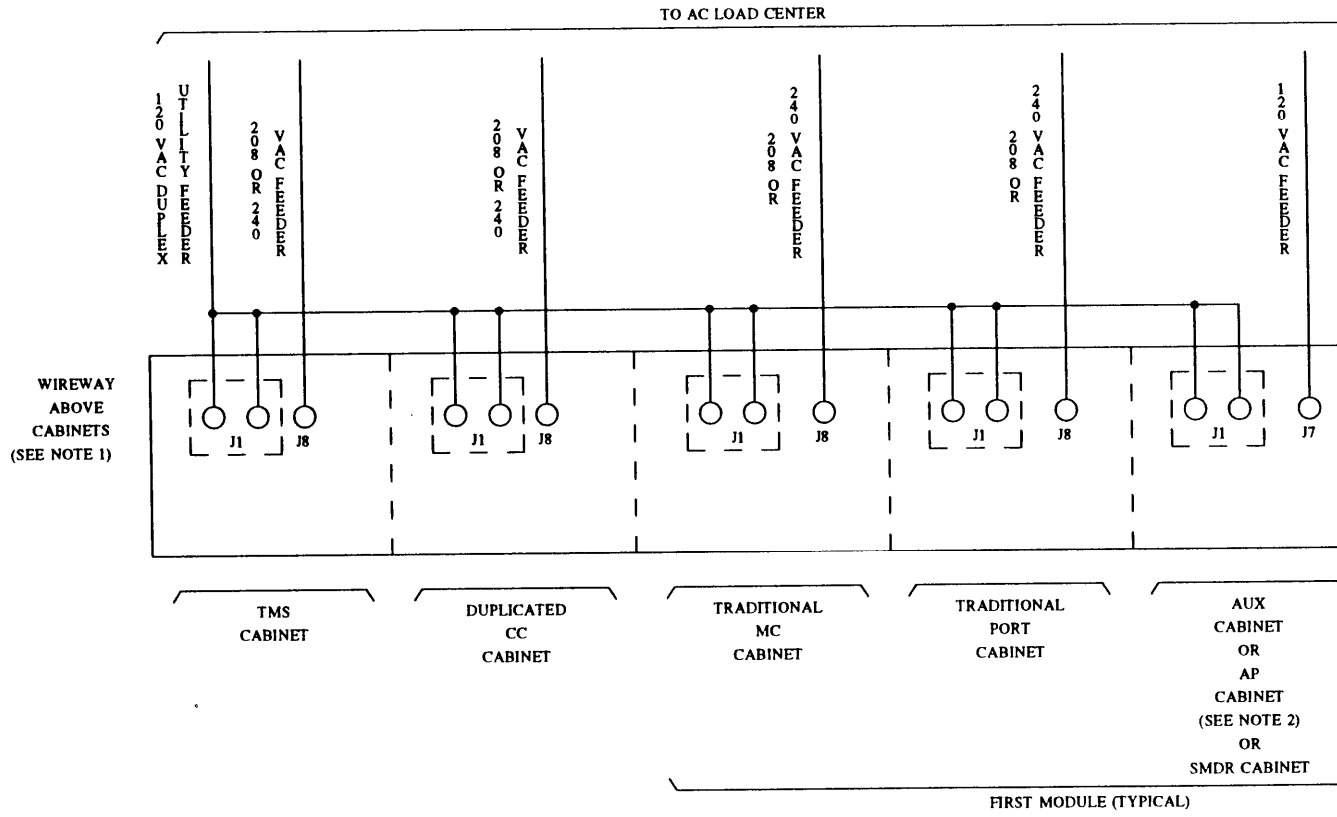 TO AC LOAD CENTER
120 VAC DUPLEX
UTILITY FEEDER
208 OR 240
VAC FEEDER
208 OR 240
VAC FEEDER
208 OR
240 VAC FEEDER
208 OR
240 VAC FEEDER
120 VAC FEEDER
WIREWAY
ABOVE
CABINETS
(SEE NOTE 1)
J1
J8
J1
J8
J1
J8
J1
J8
J1
J7
TMS
CABINET
DUPLICATED
CC
CABINET
TRADITIONAL
MC
CABINET
TRADITIONAL
PORT
CABINET
AUX
CABINET
OR
AP
CABINET
(SEE NOTE 2)
OR
SMDR CABINET
FIRST MODULE (TYPICAL)